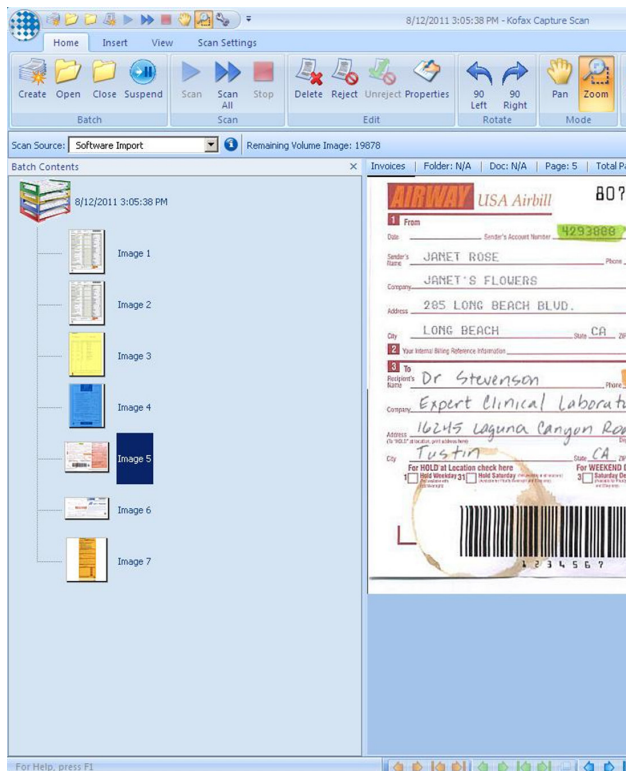 8/12/2011 3:05:38 PM - Kofax Capture Scan
Home Insert View Scan Settings
Create Open Close Suspend Scan Scan All Stop Delete Reject Unreject Properties 90 Left 90 Right Pan Zoom
Batch Scan Edit Rotate Mode
Scan Source: Software Import Remaining Volume Image: 19878
Batch Contents
8/12/2011 3:05:38 PM
Image 1
Image 2
Image 3
Image 4
Image 5
Image 6
Image 7
Invoices Folder: N/A Doc: N/A Page: 5 Total
AIRWAY USA Airbill 807
1 From
Date Sender's Account Number 4293888
Sender's Name JANET ROSE Phone
Company JANET'S FLOWERS
Address 205 LONG BEACH BLVD.
City LONG BEACH State CA ZIP
2 Your Internal Billing Reference Information
3 To
Recipient's Name Dr Stevenson Phone
Company Expert Clinical
Address 16245 Laguna Canyon
City Tustin State CA ZIP
For HOLD at Location check here For WEEKEND
1 Hold Weekday 31 Hold Saturday 3 Saturday
1 2 3 4 5 6 7
For Help, press F1